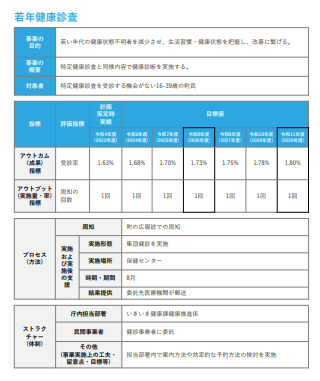 若年健康診査
事業の
目的
若い年代の健康状態不明者を減少させ、生活習慣・健康状態を把握し、改善に繋げる。
事業の
概要
特定健康診査と同様内容で健康診断を実施する。
対象者
特定健康診査を受診する機会がない16-39歳の町民
指標
評価指標
計画
策定時
実績
目標値
令和4年度
(2022年度)
令和6年度
(2024年度)
令和7年度
(2025年度)
令和8年度
(2026年度)
令和9年度
(2027年度)
令和10年度
(2028年度)
令和11年度
(2029年度)
アウトカム
(成果)
指標
受診率
1.63%
1.68%
1.70%
1.73%
1.75%
1.78%
1.80%
アウトプット
(実施量・率)
指標
周知の
回数
1回
1回
1回
1回
1回
1回
1回
プロセス
(方法)
周知
町の広報誌での周知
実施
およ
び実
施後
の支
援
実施形態
集団健診を実施
実施場所
保健センター
時期・期間
8月
結果提供
委託先医療機関が郵送
ストラク
チャー
(体制)
庁内担当部署
いきいき健康課健康推進係
民間事業者
健診事業者に委託
その他
(事業実施上の工夫・
留意点・目標等)
担当部署内で案内方法や効率的な予約方法の検討を実施